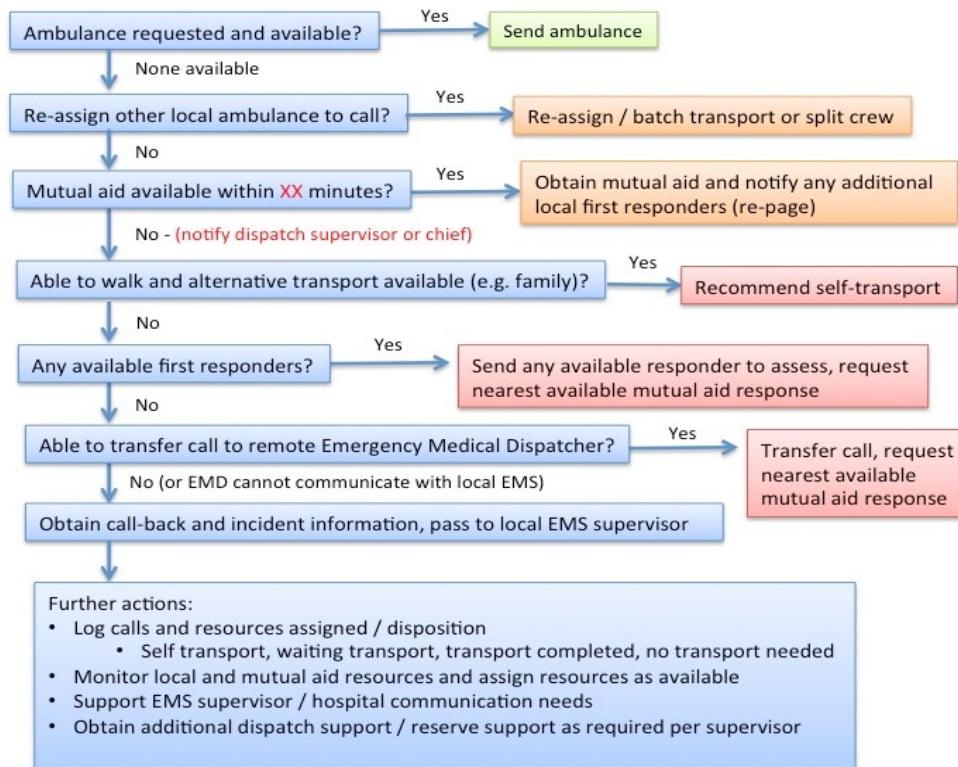 Ambulance requested and available?
Yes
Send ambulance
None available
Re-assign other local ambulance to call?
Yes
Re-assign / batch transport or split crew
No
Mutual aid available within XX minutes?
Yes
Obtain mutual aid and notify any additional
local first responders (re-page)
No - (notify dispatch supervisor or chief)
Able to walk and alternative transport available (e.g. family)?
Yes
Recommend self-transport
No
Any available first responders?
Yes
Send any available responder to assess, request
nearest available mutual aid response
No
Able to transfer call to remote Emergency Medical Dispatcher?
Yes
Transfer call, request
nearest available
mutual aid response
No (or EMD cannot communicate with local EMS)
Obtain call-back and incident information, pass to local EMS supervisor
Further actions:
• Log calls and resources assigned / disposition
• Self transport, waiting transport, transport completed, no transport needed
• Monitor local and mutual aid resources and assign resources as available
• Support EMS supervisor / hospital communication needs
• Obtain additional dispatch support / reserve support as required per supervisor